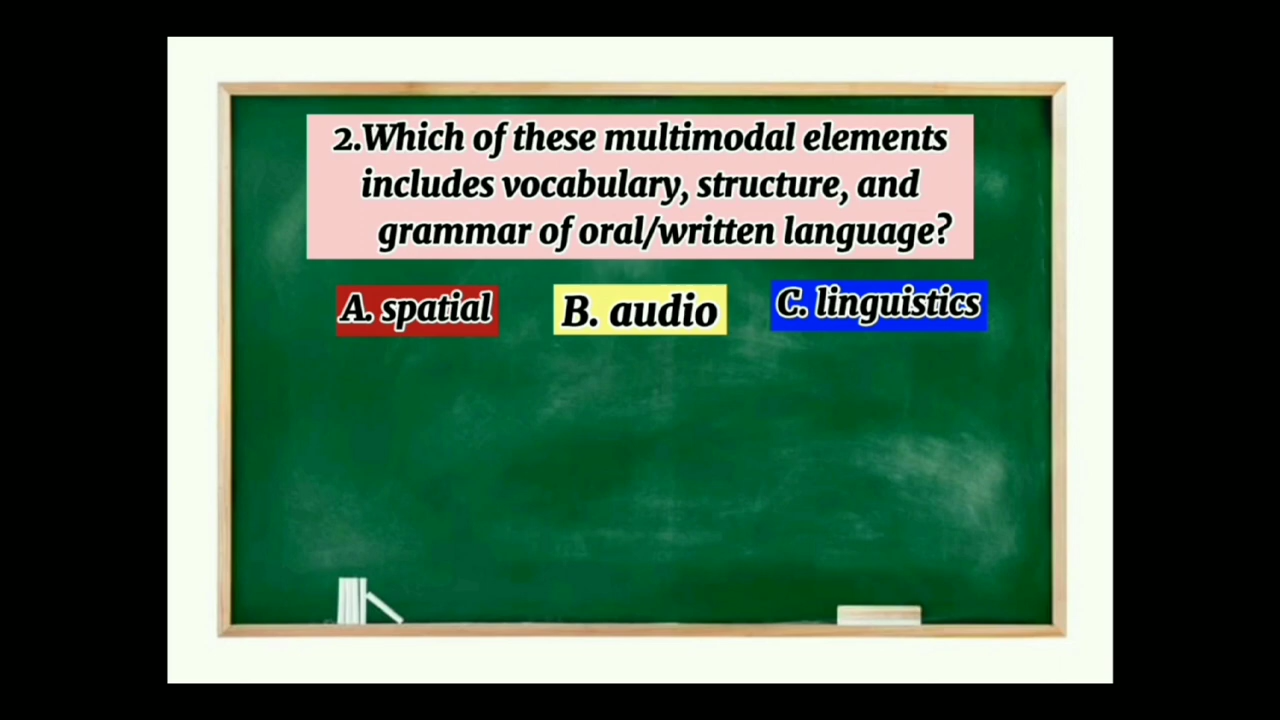 2.Which of these multimodal elements
includes vocabulary, structure, and
grammar of oral/written language?
A. spatial
B. audio
C. linguistics